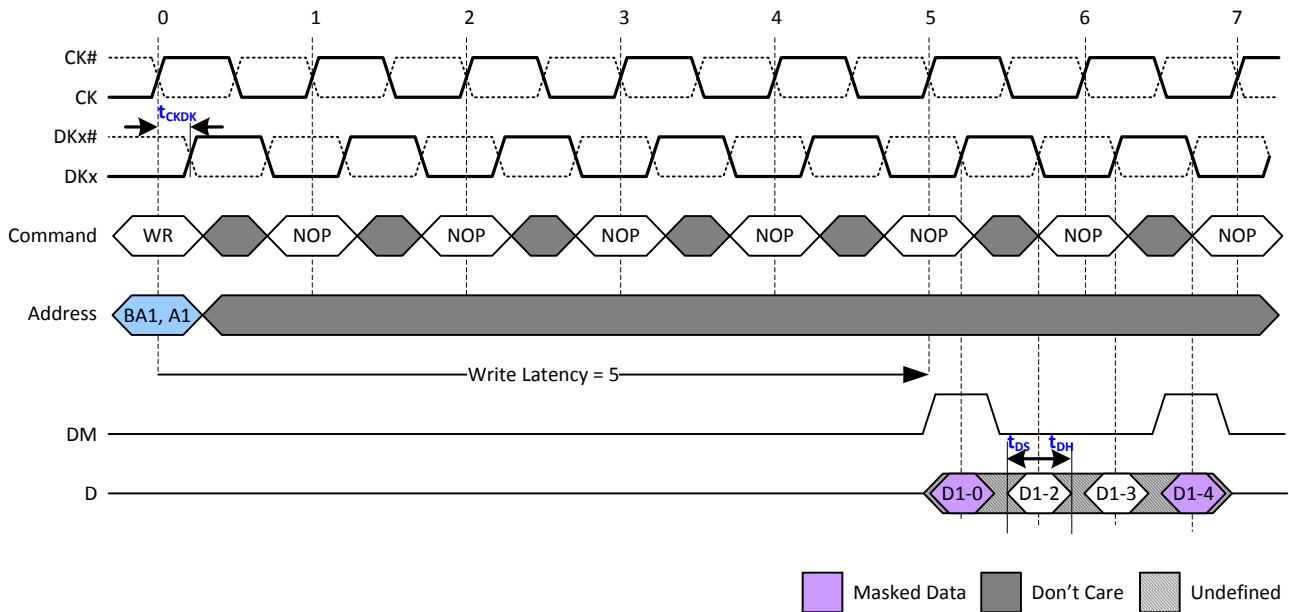 0 1 2 3 4 5 6 7
CK#
CK
tCKDK
DKx#
DKx
Command WR NOP NOP NOP NOP NOP NOP NOP
Address BA1, A1
Write Latency = 5
DM
tDS tDH
D D1-0 D1-2 D1-3 D1-4
Masked Data Don't Care Undefined